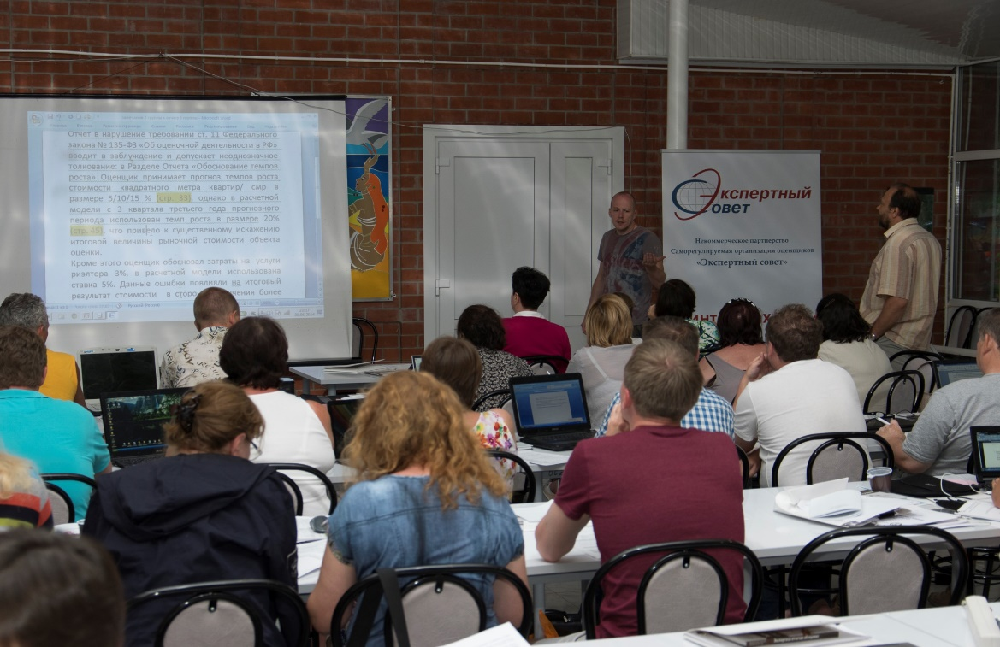 Отчет в нарушение требований ст. 11 Федерального
закона № 135-ФЗ «Об оценочной деятельности в РФ»
вводит в заблуждение и допускает неоднозначное
толкование: в Разделе Отчета «Обоснование темпов
роста» Оценщик принимает прогноз темпов роста
стоимости квадратного метра квартир/ смр в
размере 5/10/15 % (стр. 33), однако в расчетной
модели с 3 квартала третьего года прогнозного
периода использован темп роста в размере 20%
(стр. 45), что привело к существенному искажению
итоговой величины рыночной стоимости объекта
оценки.
Кроме этого оценщик обосновал затраты на услуги
риэлтора 3%, в расчетной модели использована
ставка 5%. Данные ошибки повлияли на итоговый
результат стоимости в сторону более
Экспертный
Совет
Некоммерческое партнерство
Саморегулируемая организация оценщиков
«Экспертный совет»